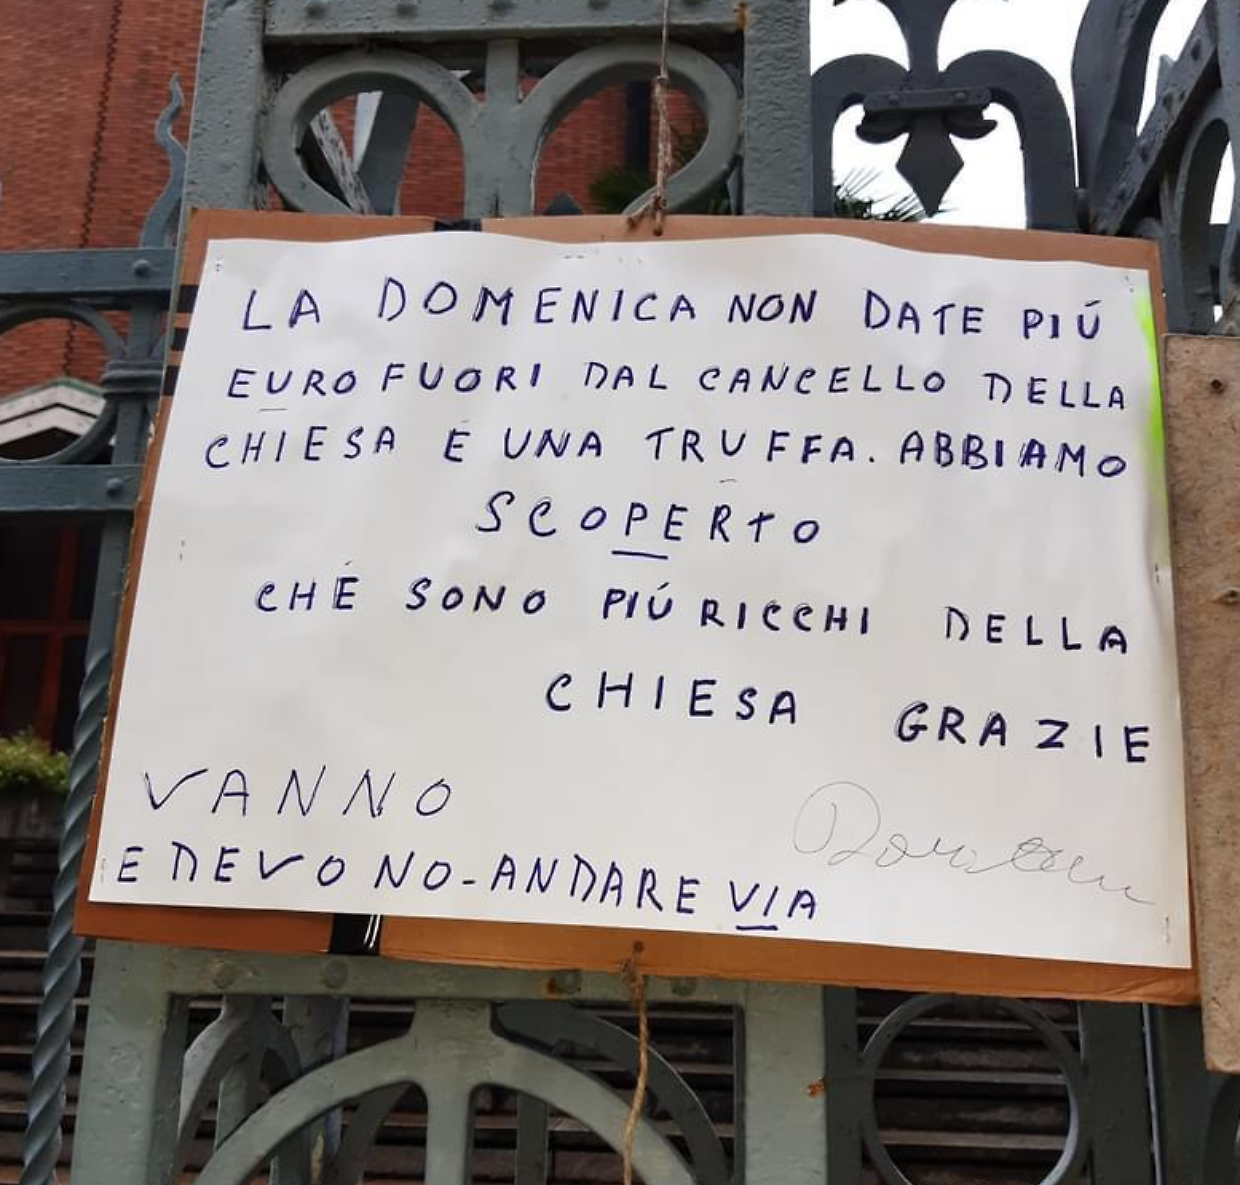 LA DOMENICA NON DATE PIÚ
EURO FUORI DAL CANCELLO DELLA
CHIESA E UNA TRUFFA. ABBIAMO
SCOPERTO
CHÉ SONO PIÚ RICCHI DELLA
CHIESA GRAZIE
VANNO
E DEVONO-ANDARE VIA